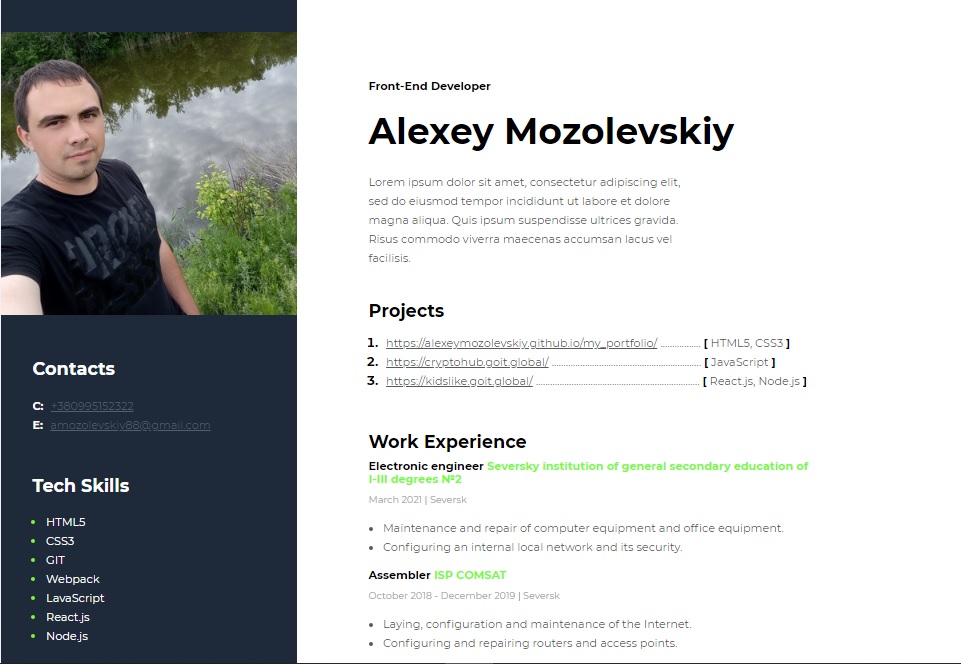 Front-End Developer
Alexey Mozolevskiy
Lorem ipsum dolor sit amet, consectetur adipiscing elit,
sed do eiusmod tempor incididunt ut labore et dolore
magna aliqua. Quis ipsum suspendisse ultrices gravida.
Risus commodo viverra maecenas accumsan lacus vel
facilisis.
Projects
1. https://alexeymozolevskiy.github.io/my_portfolio/ ................ [ HTML5, CSS3 ]
2. https://cryptohub.goit.global/ ............................................................ [ JavaScript ]
3. https://kidslike.goit.global/ .................................................................. [ React.js, Node.js ]
Work Experience
Electronic engineer Seversky institution of general secondary education of
I-III degrees №2
March 2021 | Seversk
Maintenance and repair of computer equipment and office equipment.
Configuring an internal local network and its security.
Assembler ISP COMSAT
October 2018 - December 2019 | Seversk
Laying, configuration and maintenance of the Internet.
Configuring and repairing routers and access points.
Contacts
C: +380995152322
E: amozolevskiy88@gmail.com
Tech Skills
HTML5
CSS3
GIT
Webpack
LavaScript
React.js
Node.js